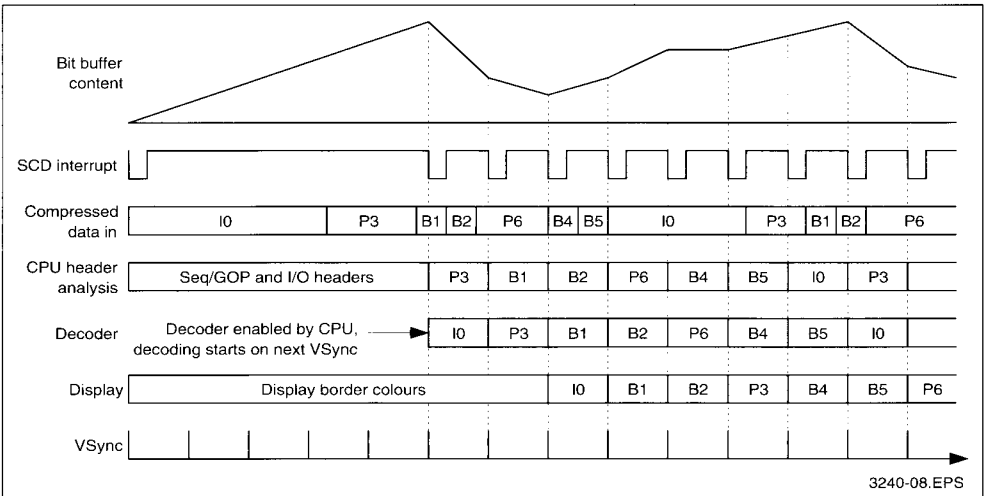 Bit buffer
content
SCD interrupt
Compressed
data in
I0 P3 B1 B2 P6 B4 B5 I0 P3 B1 B2 P6
CPU header
analysis
Seq/GOP and I/O headers P3 B1 B2 P6 B4 B5 I0 P3
Decoder
Decoder enabled by CPU,
decoding starts on next VSync
I0 P3 B1 B2 P6 B4 B5 I0
Display
Display border colours I0 B1 B2 P3 B4 B5 P6
VSync
3240-08.EPS